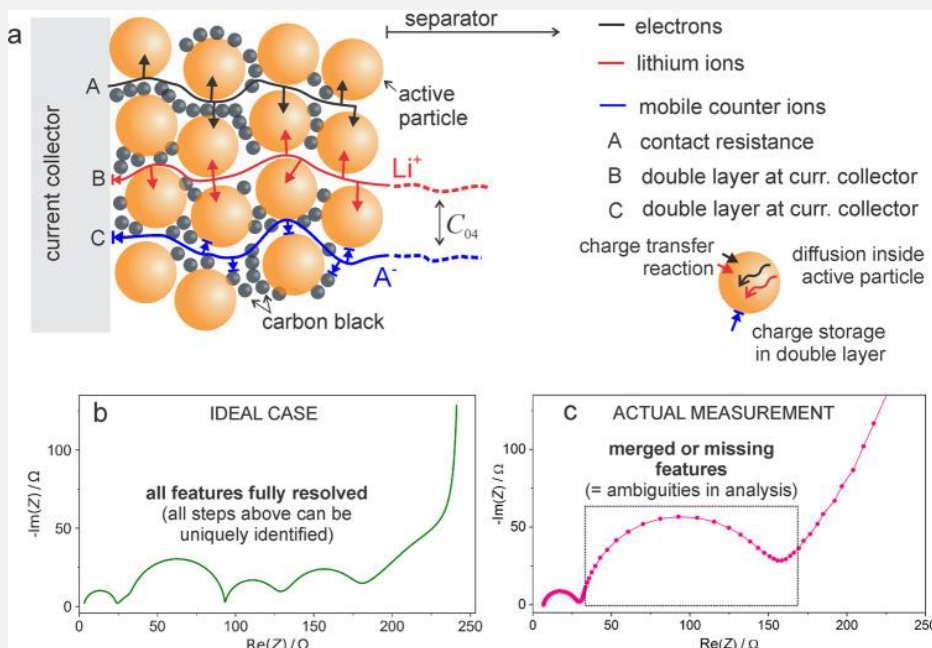 a
separator
current collector
A
B
C
active
particle
Li⁺
C₀₄
A⁻
carbon black
electrons
lithium ions
mobile counter ions
A contact resistance
B double layer at curr. collector
C double layer at curr. collector
charge transfer
reaction
diffusion inside
active particle
charge storage
in double layer
b IDEAL CASE
all features fully resolved
(all steps above can be
uniquely identified)
-Im(Z) / Ω
100
50
0
0 50 100 150 200 250
Re(Z) / Ω
c ACTUAL MEASUREMENT
merged or missing
features
(= ambiguities in analysis)
-Im(Z) / Ω
100
50
0
0 50 100 150 200 250
Re(Z) / Ω